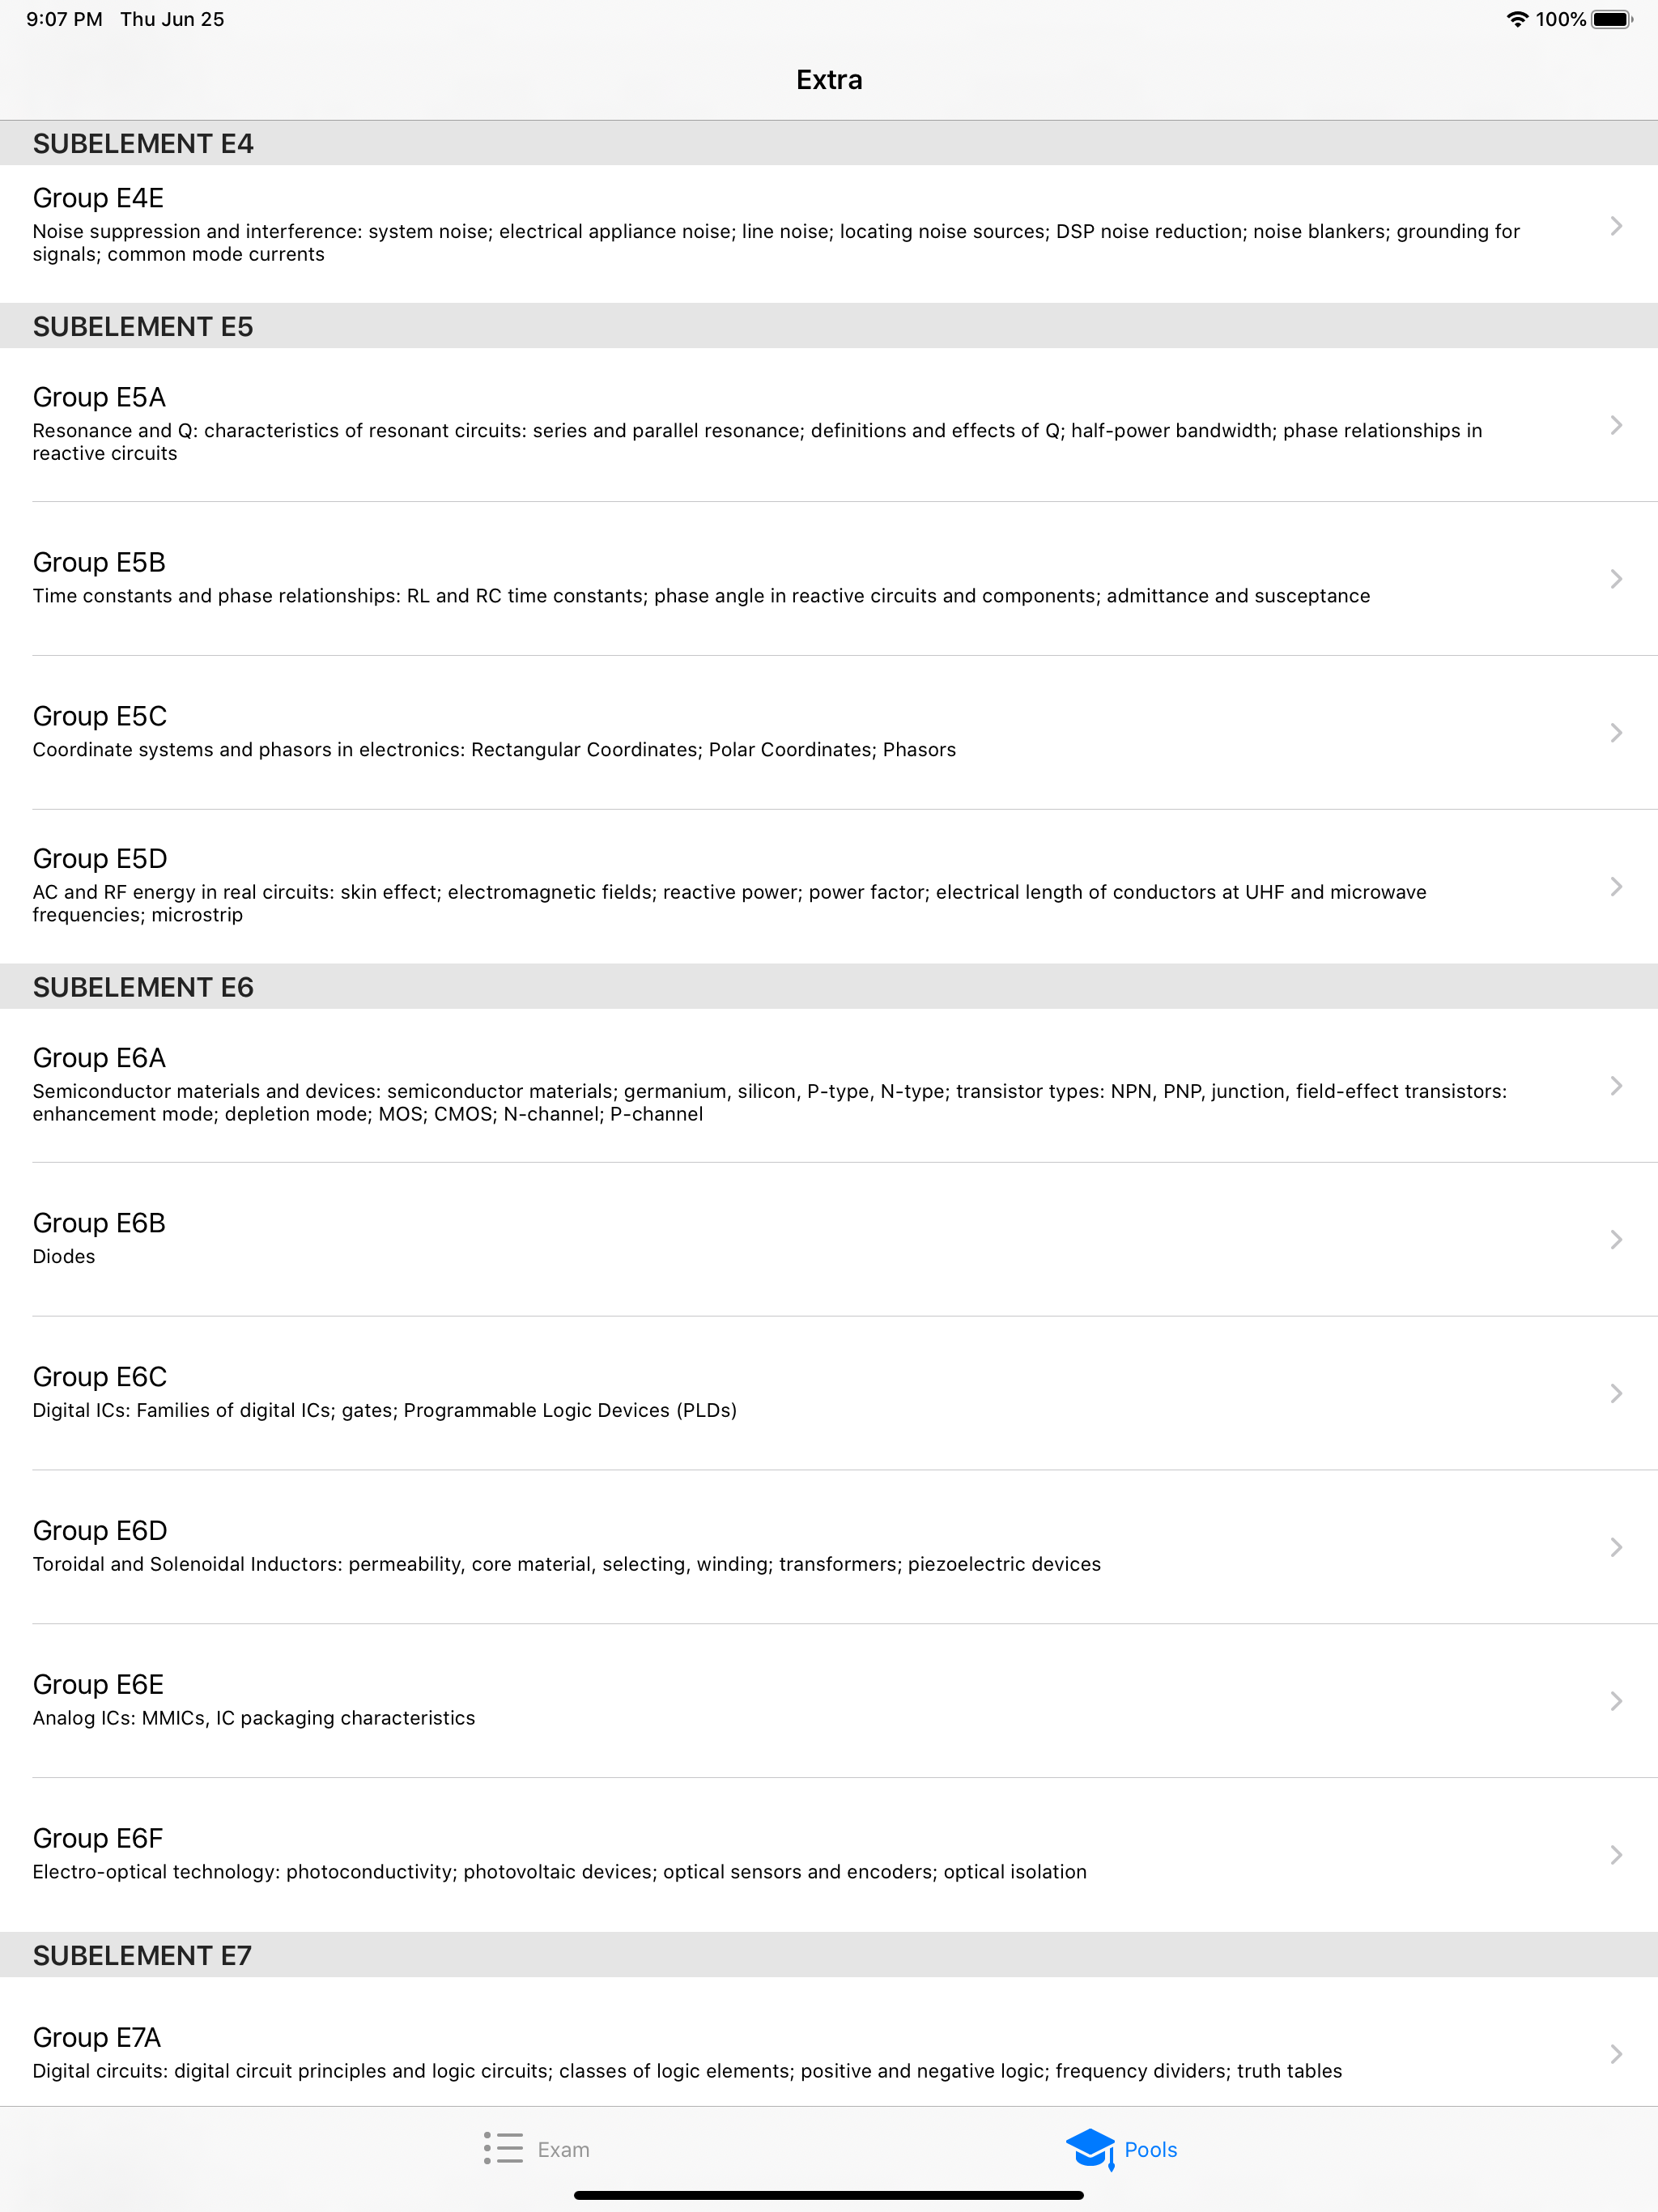 9:07 PM Thu Jun 25
100%
Extra
SUBELEMENT E4
Group E4E
Noise suppression and interference: system noise; electrical appliance noise; line noise; locating noise sources; DSP noise reduction; noise blankers; grounding for
signals; common mode currents
SUBELEMENT E5
Group E5A
Resonance and Q: characteristics of resonant circuits: series and parallel resonance; definitions and effects of Q; half-power bandwidth; phase relationships in
reactive circuits
Group E5B
Time constants and phase relationships: RL and RC time constants; phase angle in reactive circuits and components; admittance and susceptance
Group E5C
Coordinate systems and phasors in electronics: Rectangular Coordinates; Polar Coordinates; Phasors
Group E5D
AC and RF energy in real circuits: skin effect; electromagnetic fields; reactive power; power factor; electrical length of conductors at UHF and microwave
frequencies; microstrip
SUBELEMENT E6
Group E6A
Semiconductor materials and devices: semiconductor materials; germanium, silicon, P-type, N-type; transistor types: NPN, PNP, junction, field-effect transistors:
enhancement mode; depletion mode; MOS; CMOS; N-channel; P-channel
Group E6B
Diodes
Group E6C
Digital ICs: Families of digital ICs; gates; Programmable Logic Devices (PLDs)
Group E6D
Toroidal and Solenoidal Inductors: permeability, core material, selecting, winding; transformers; piezoelectric devices
Group E6E
Analog ICs: MMICs, IC packaging characteristics
Group E6F
Electro-optical technology: photoconductivity; photovoltaic devices; optical sensors and encoders; optical isolation
SUBELEMENT E7
Group E7A
Digital circuits: digital circuit principles and logic circuits; classes of logic elements; positive and negative logic; frequency dividers; truth tables
Exam
Pools